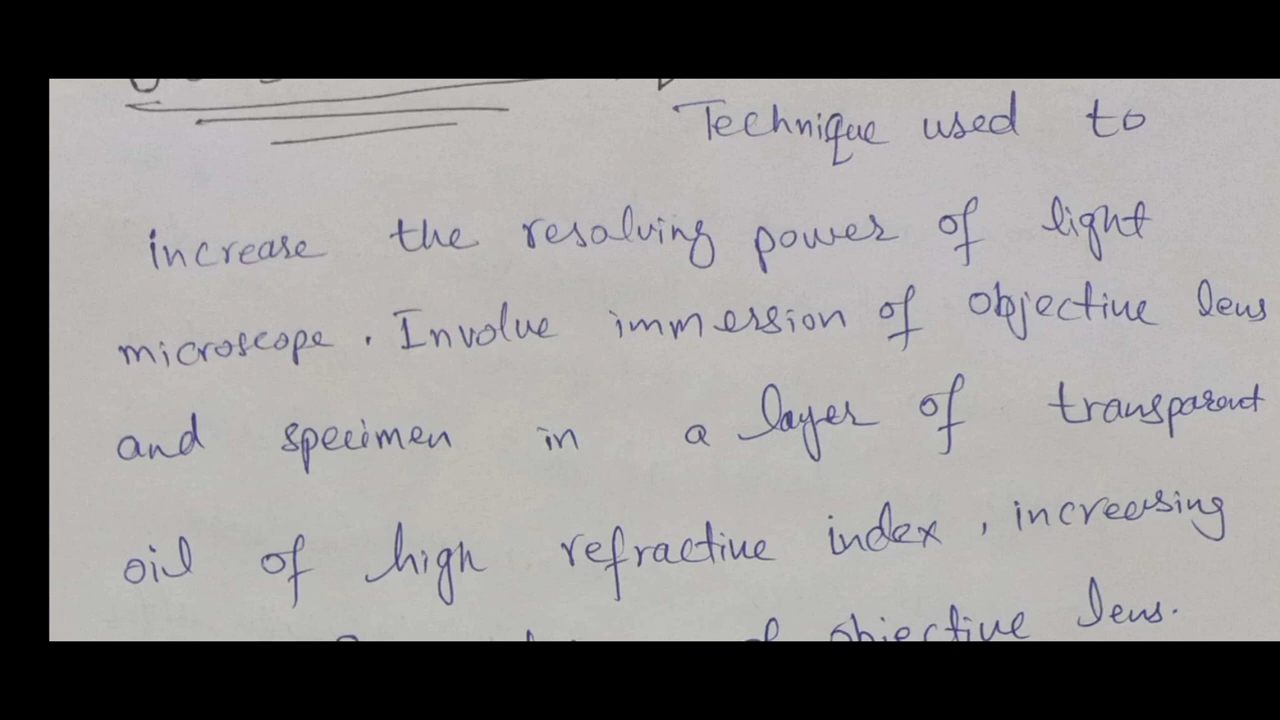 Technique used to
increase the resolving power of light
microscope. Involve immersion of objective lens
and specimen in a layer of transparent
oil of high refractive index, increasing
of objective lens.